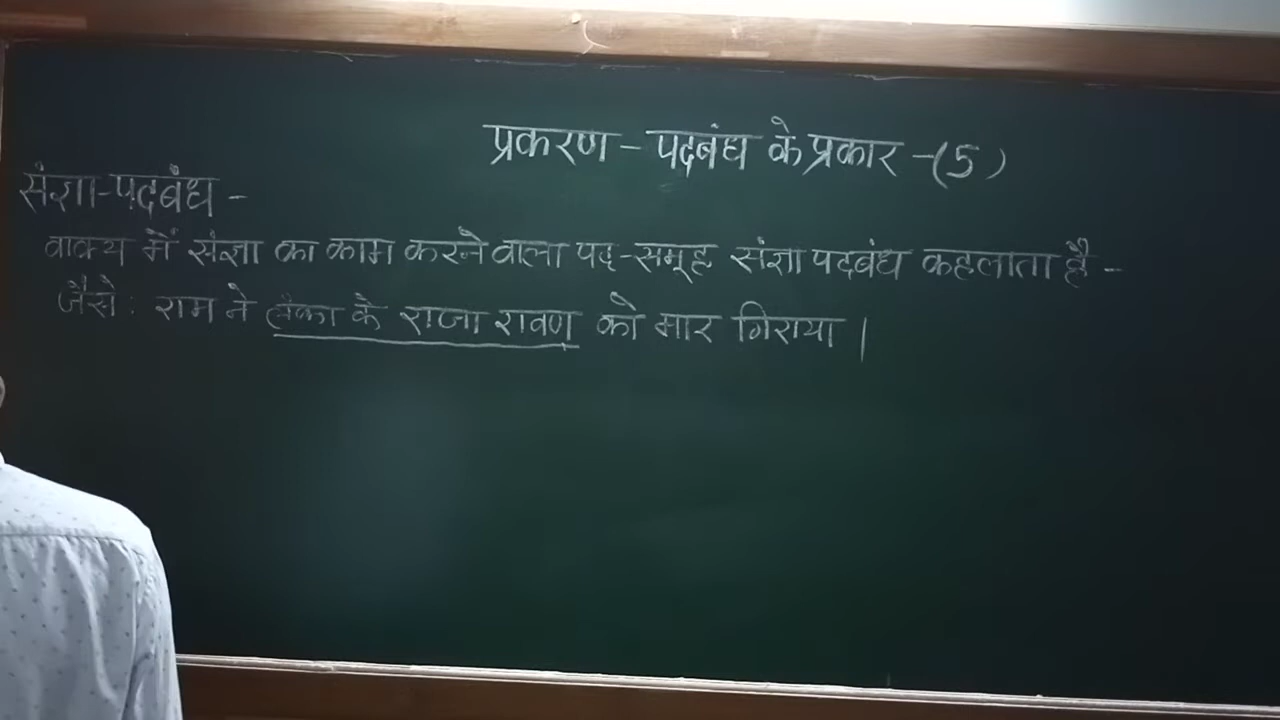 प्रकरण - पदबंध के प्रकार -(5)
संज्ञा-पदबंध -
वाक्य में संज्ञा का काम करने वाला पद-समूह संज्ञा पदबंध कहलाता है -
जैसे: राम ने लंका के राजा रावण को मार गिराया |